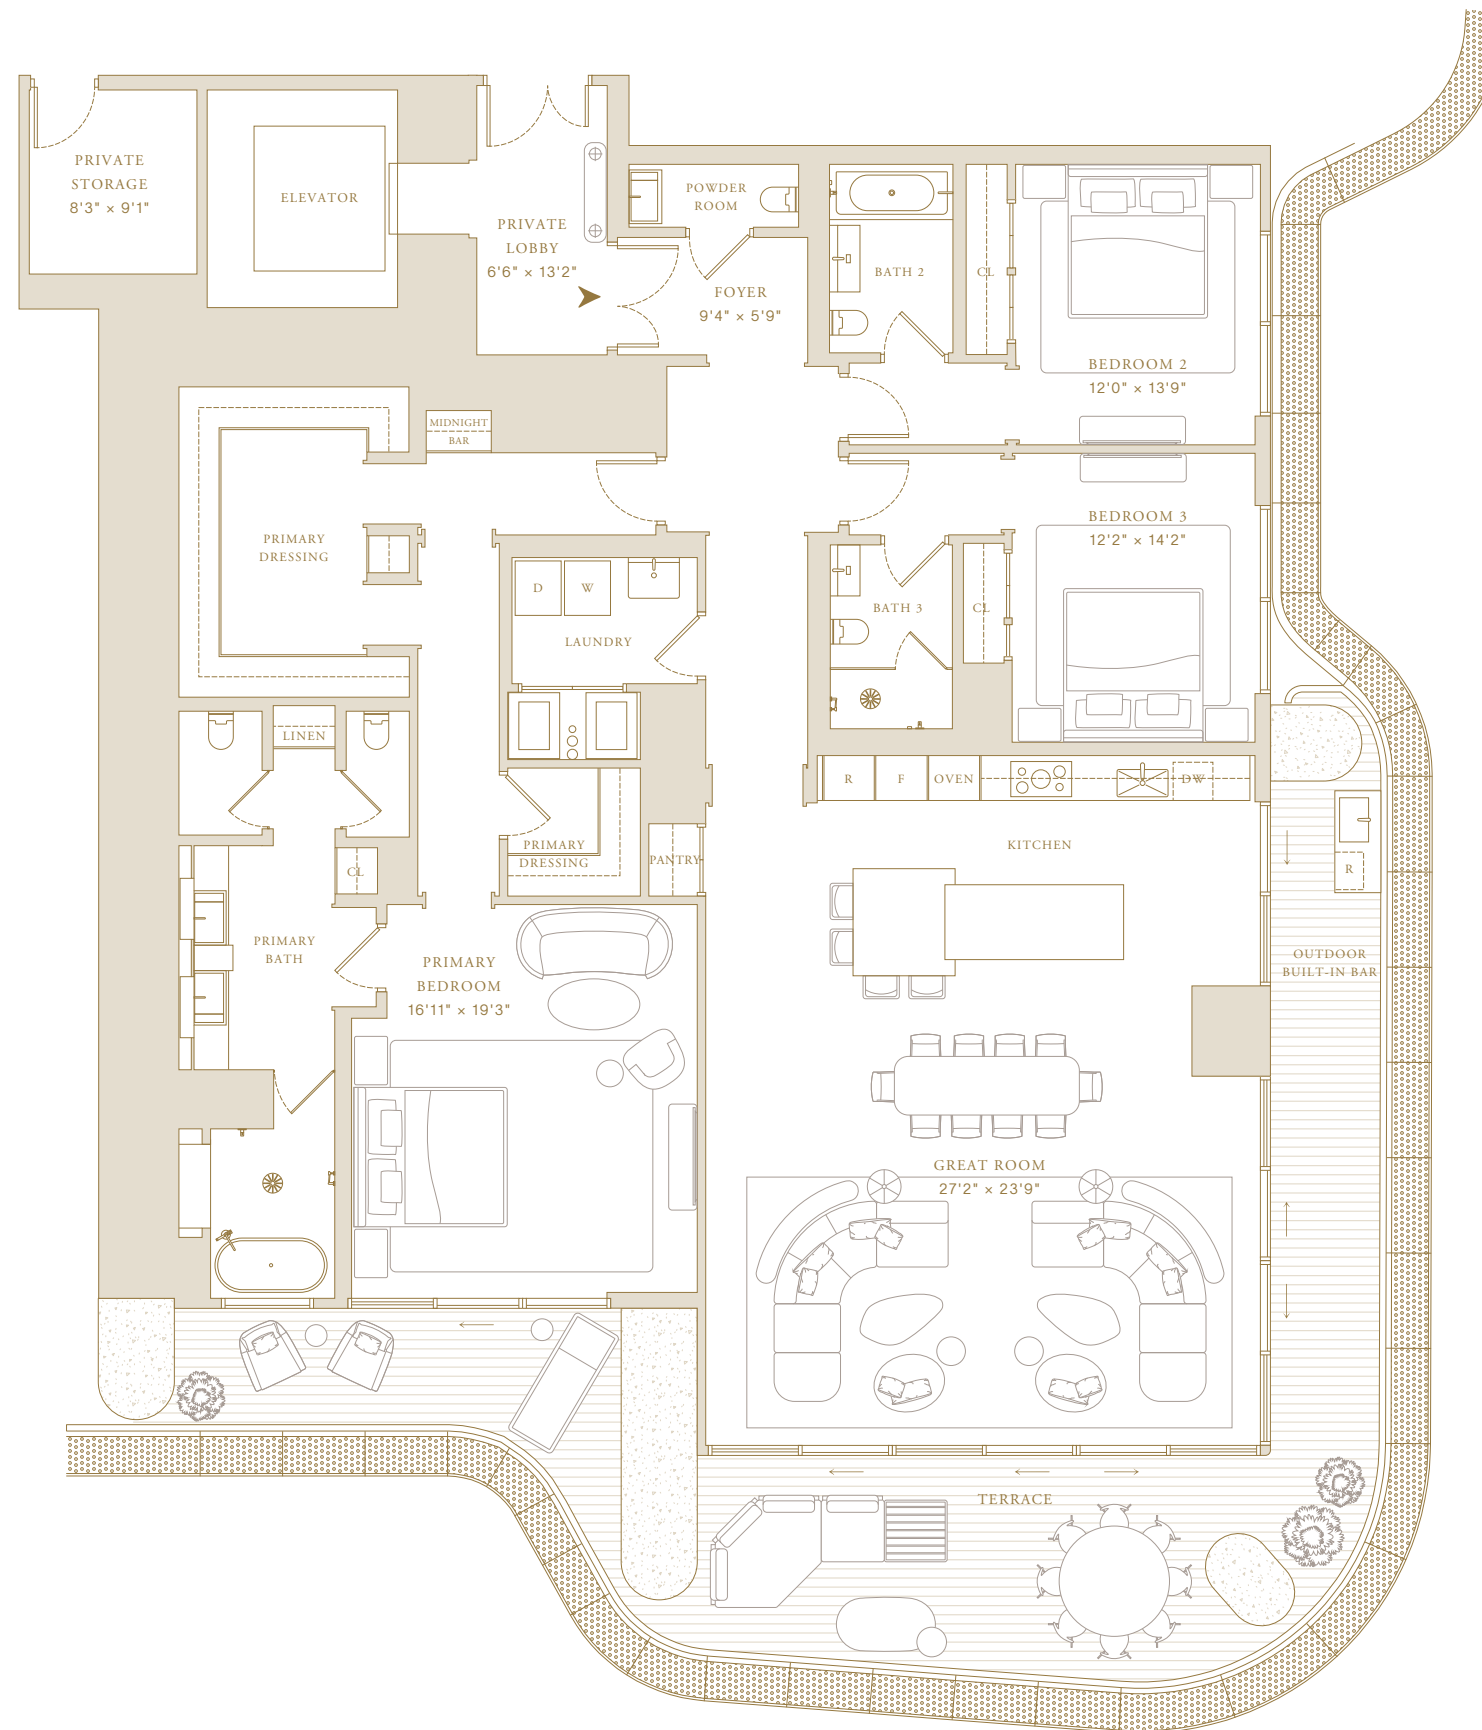 PRIVATE
STORAGE
8'3" × 9'1"
ELEVATOR
PRIVATE
LOBBY
6'6" × 13'2"
POWDER
ROOM
FOYER
9'4" × 5'9"
BATH 2
CL
BEDROOM 2
12'0" × 13'9"
MIDNIGHT
BAR
PRIMARY
DRESSING
D
W
LAUNDRY
BEDROOM 3
12'2" × 14'2"
BATH 3
CL
LINEN
R
F
OVEN
DW
PRIMARY
DRESSING
PANTRY
CL
KITCHEN
R
PRIMARY
BATH
PRIMARY
BEDROOM
16'11" × 19'3"
OUTDOOR
BUILT-IN BAR
GREAT ROOM
27'2" × 23'9"
TERRACE